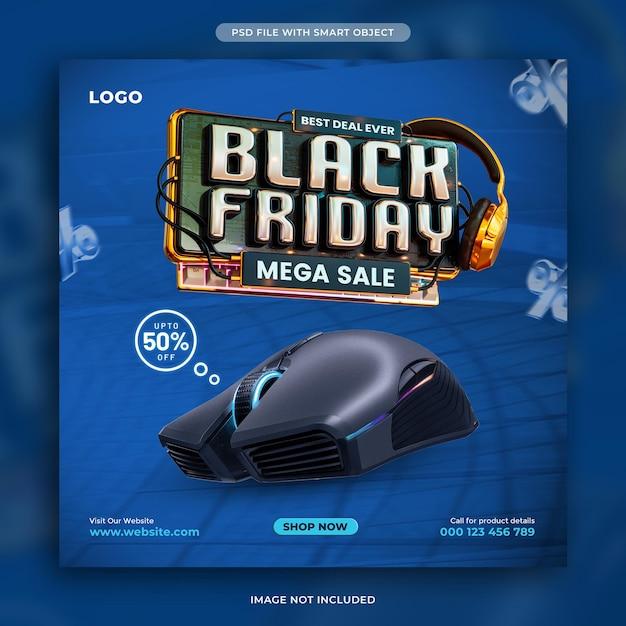 PSD FILE WITH SMART OBJECT
LOGO
BEST DEAL EVER
BLACK
FRIDAY
MEGA SALE
UPTO
50%
OFF
Visit Our Website
www.website.com
SHOP NOW
Call for product details
000 123 456 789
IMAGE NOT INCLUDED